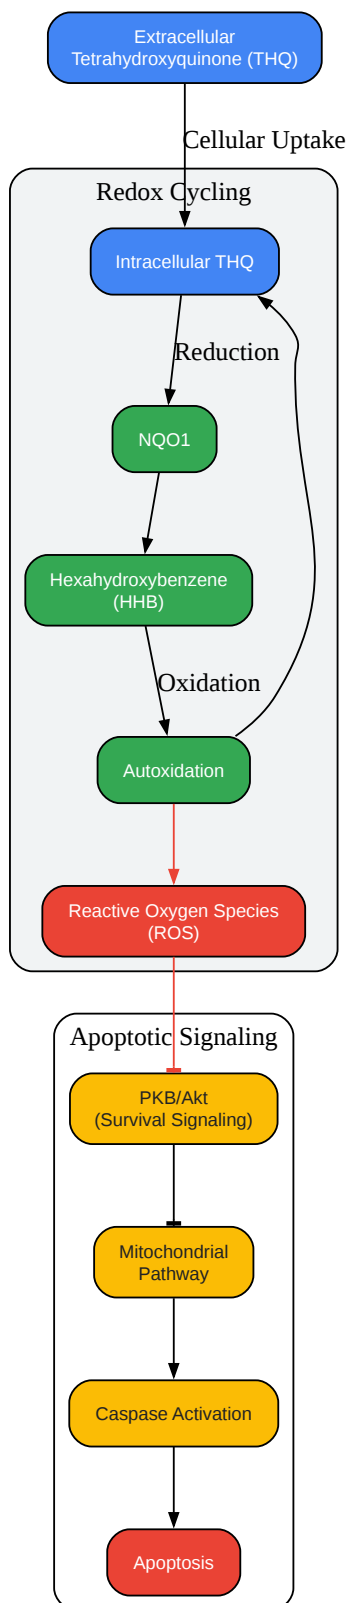 Extracellular
Tetrahydroxyquinone (THQ)
Cellular Uptake
Redox Cycling
Intracellular THQ
Reduction
NQO1
Hexahydroxybenzene
(HHB)
Oxidation
Autoxidation
Reactive Oxygen Species
(ROS)
Apoptotic Signaling
PKB/Akt
(Survival Signaling)
Mitochondrial
Pathway
Caspase Activation
Apoptosis